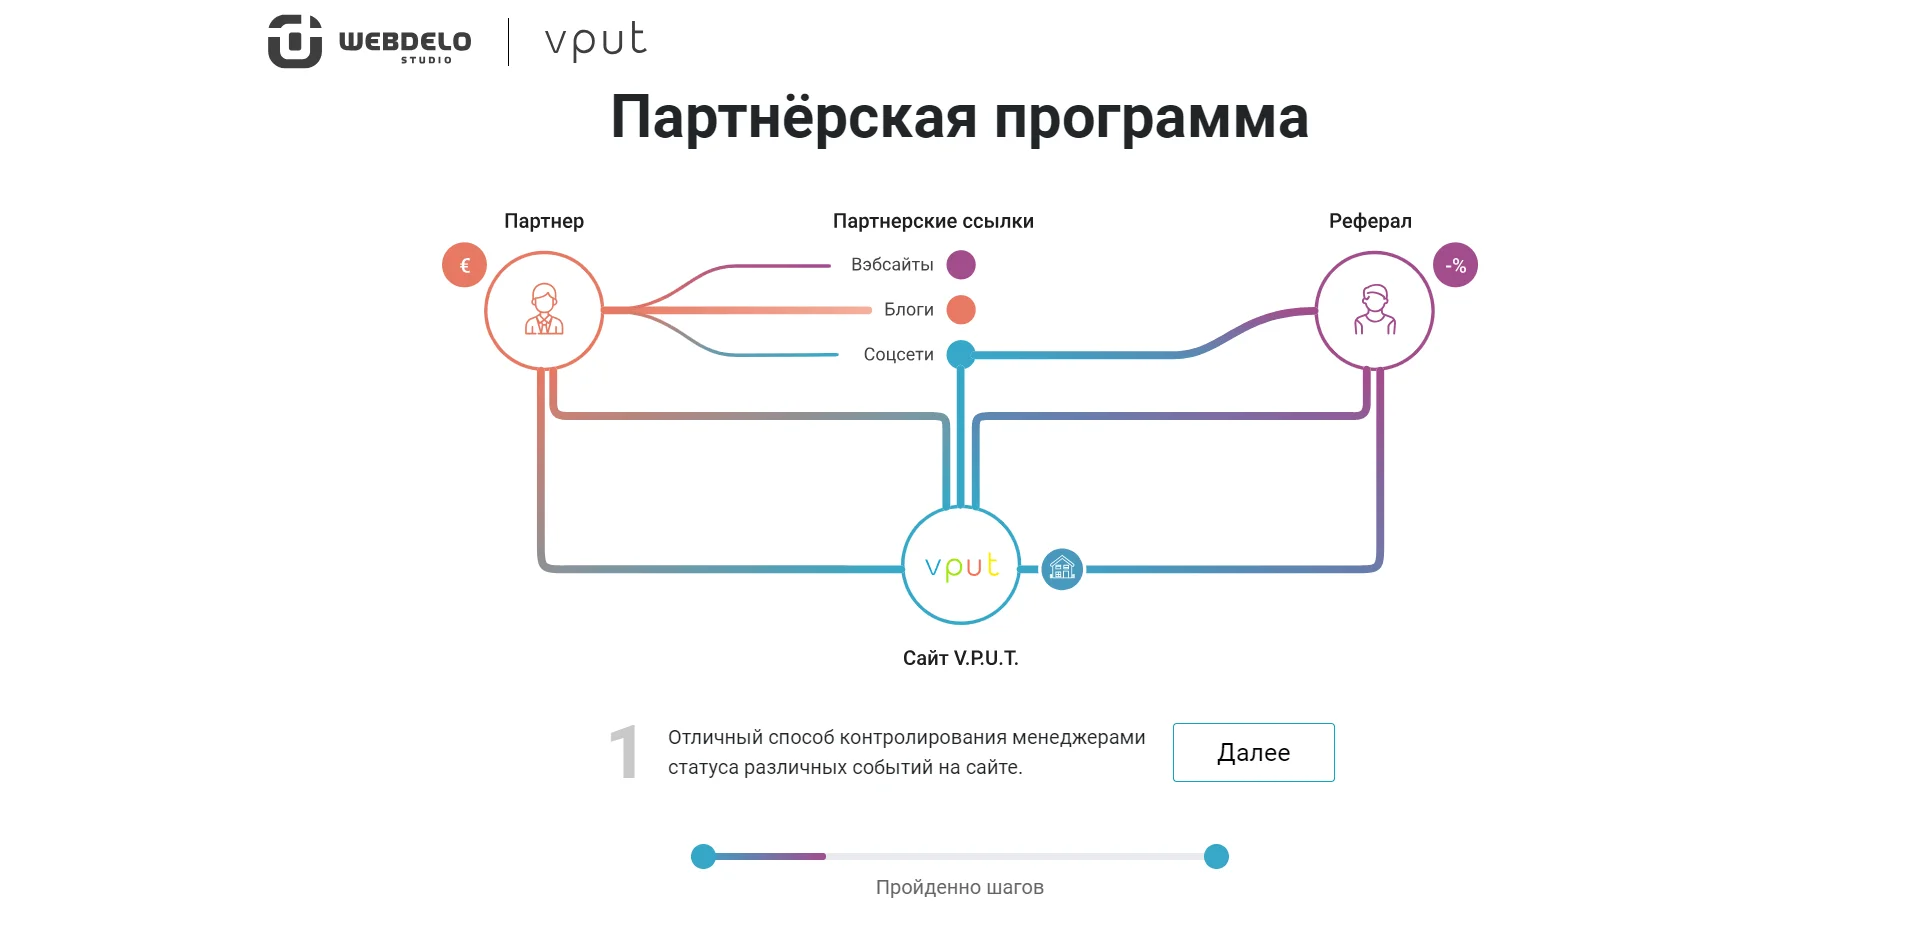 WEBDELO
STUDIO
vput
Партнёрская программа
Партнер
Партнерские ссылки
Реферал
€
Вэбсайты
-%
Блоги
Соцсети
vput
Сайт V.P.U.T.
1
Отличный способ контролирования менеджерами
статуса различных событий на сайте.
Далее
Пройденно шагов